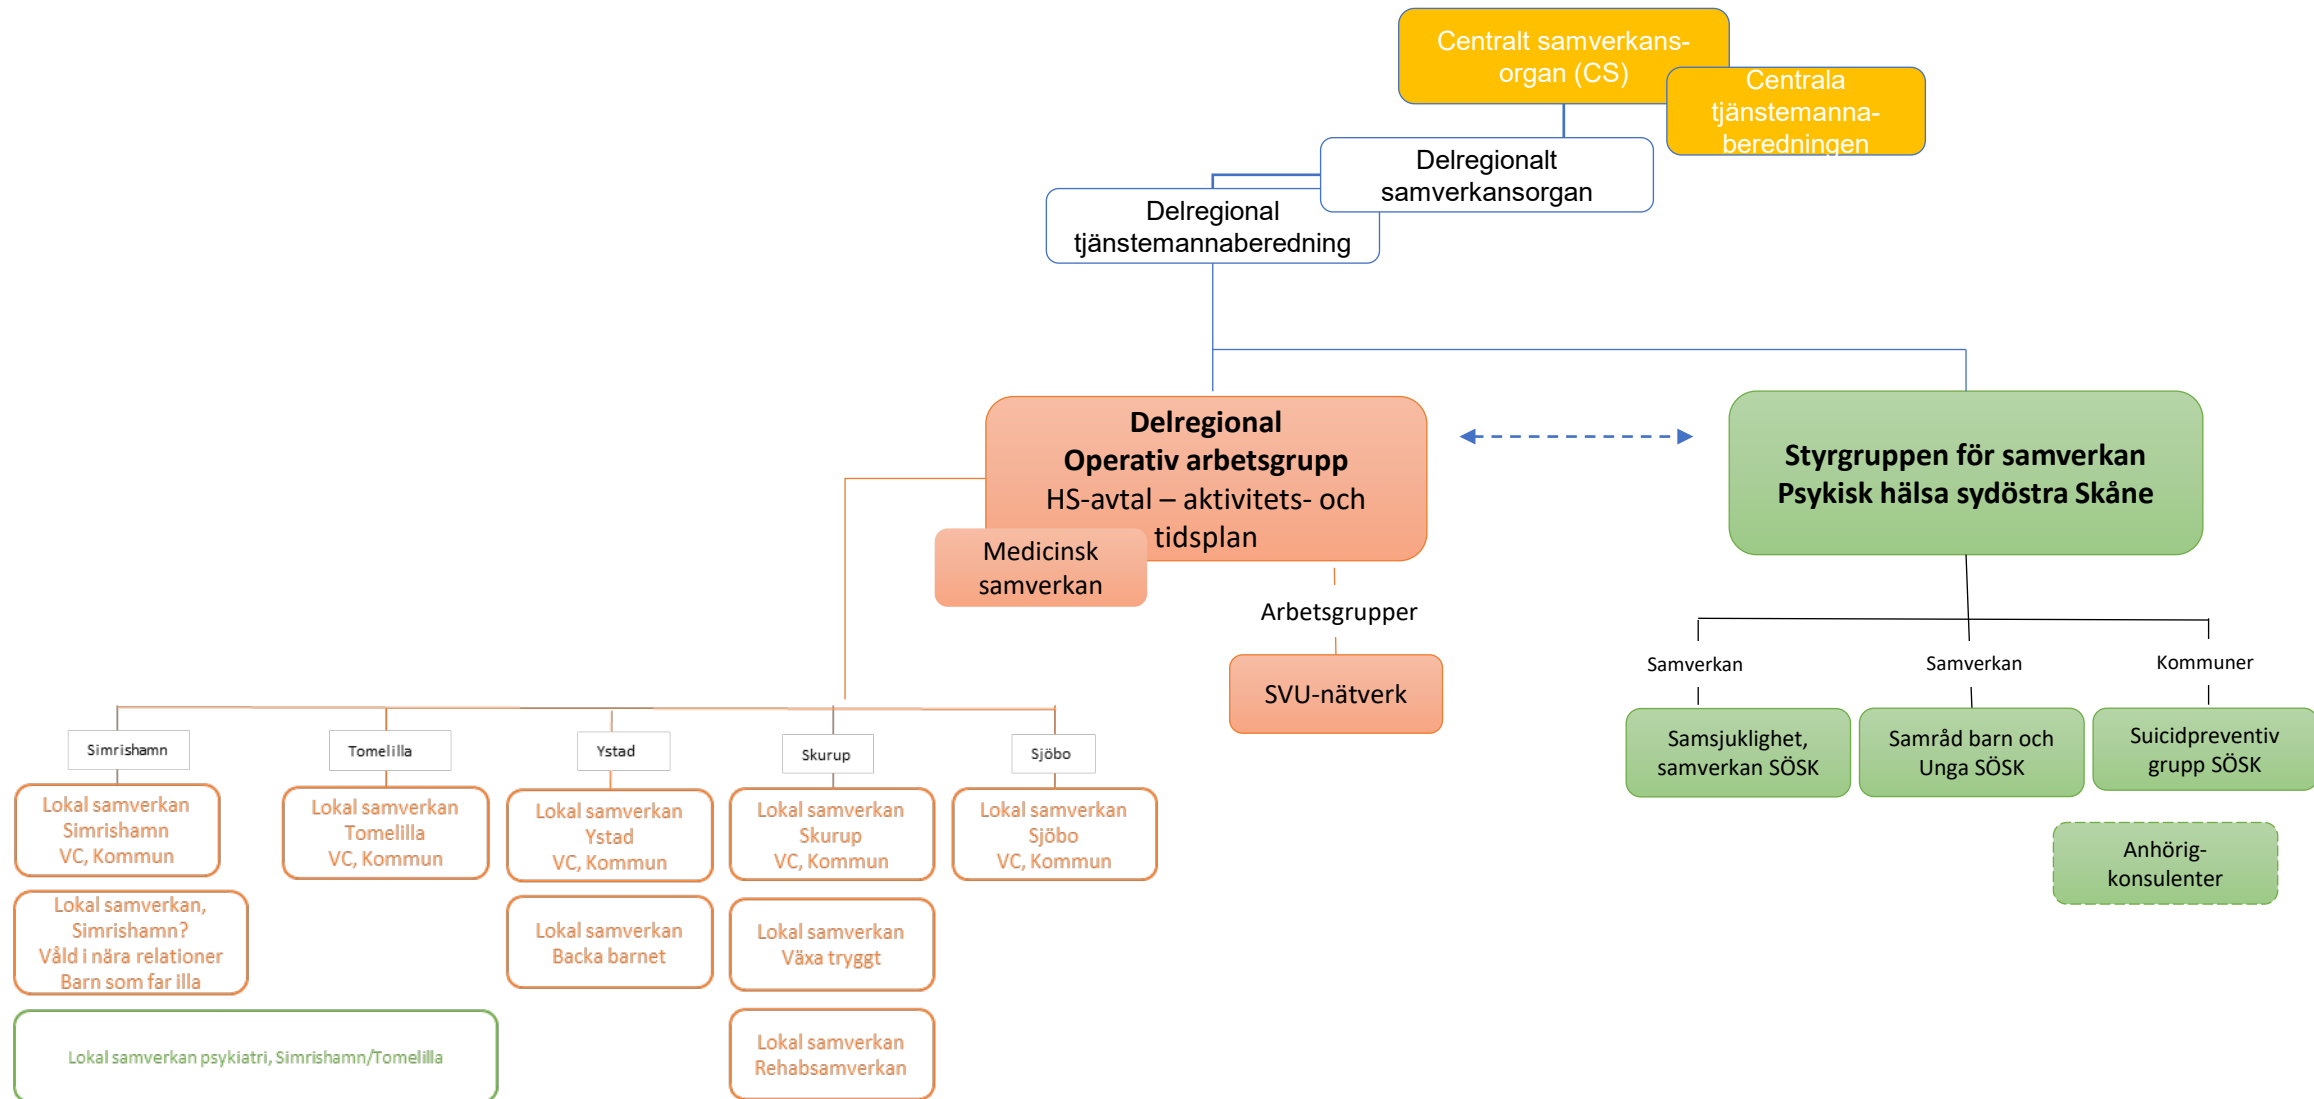 Centralt samverkans-
organ (CS)
Centrala
tjänstemanna-
beredningen
Delregionalt
samverkansorgan
Delregional
tjänstemannaberedning
Delregional
Operativ arbetsgrupp
HS-avtal – aktivitets- och
tidsplan
Medicinsk
samverkan
Arbetsgrupper
SVU-nätverk
Styrgruppen för samverkan
Psykisk hälsa sydöstra Skåne
Samverkan
Samverkan
Kommuner
Samsjuklighet,
samverkan SÖSK
Samråd barn och
Unga SÖSK
Suicidpreventiv
grupp SÖSK
Anhörig-
konsulenter
Simrishamn
Tomelilla
Ystad
Skurup
Sjöbo
Lokal samverkan
Simrishamn
VC, Kommun
Lokal samverkan
Tomelilla
VC, Kommun
Lokal samverkan
Ystad
VC, Kommun
Lokal samverkan
Skurup
VC, Kommun
Lokal samverkan
Sjöbo
VC, Kommun
Lokal samverkan,
Simrishamn?
Våld i nära relationer
Barn som far illa
Lokal samverkan
Backa barnet
Lokal samverkan
Växa tryggt
Lokal samverkan psykiatri, Simrishamn/Tomelilla
Lokal samverkan
Rehabsamverkan